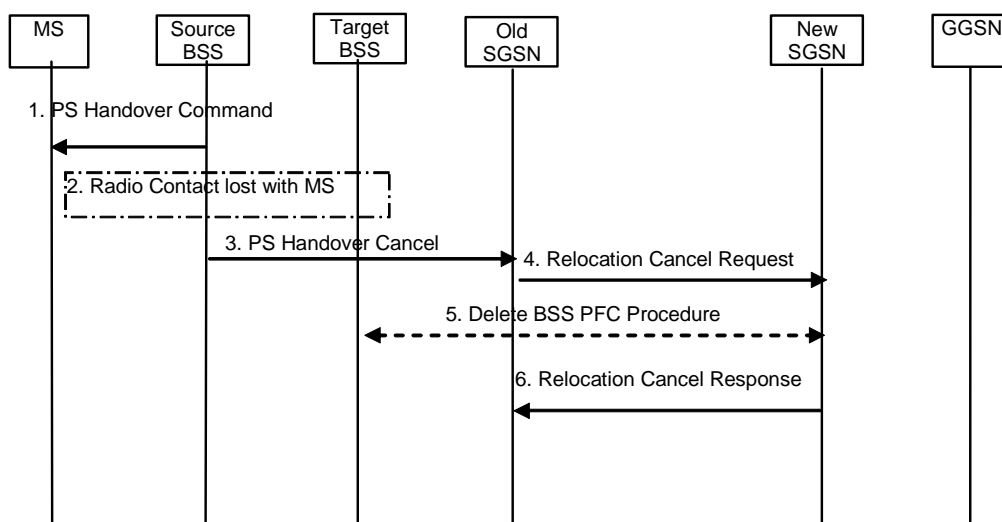 MS
Source
BSS
Target
BSS
Old
SGSN
New
SGSN
GGSN
1. PS Handover Command
2. Radio Contact lost with MS
3. PS Handover Cancel
4. Relocation Cancel Request
5. Delete BSS PFC Procedure
6. Relocation Cancel Response